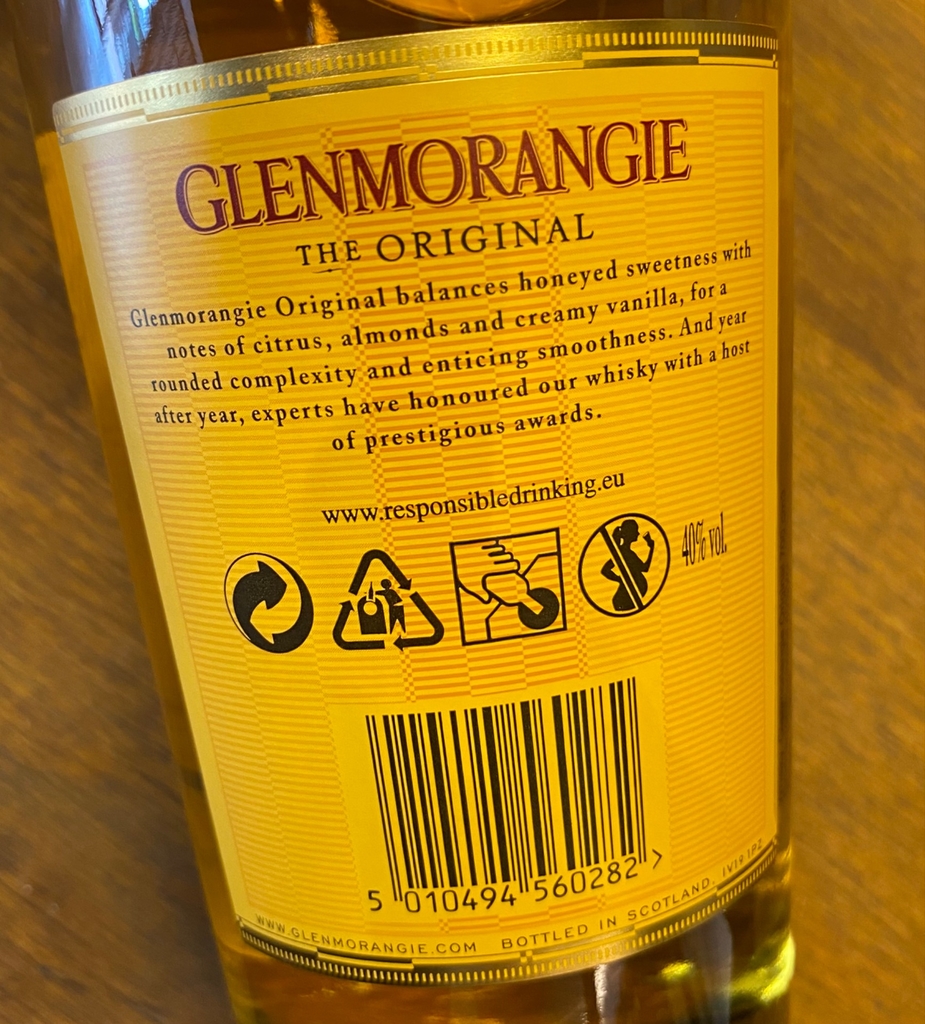 GLENMORANGIE
THE ORIGINAL
Glenmorangie Original balances honeyed sweetness with
notes of citrus, almonds and creamy vanilla, for a
rounded complexity and enticing smoothness. And year
after year, experts have honoured our whisky with a host
of prestigious awards.
www.responsibledrinking.eu
40% vol.
5 010494 560282 >
WWW.GLENMORANGIE.COM BOTTLED IN SCOTLAND, IV19 1PZ